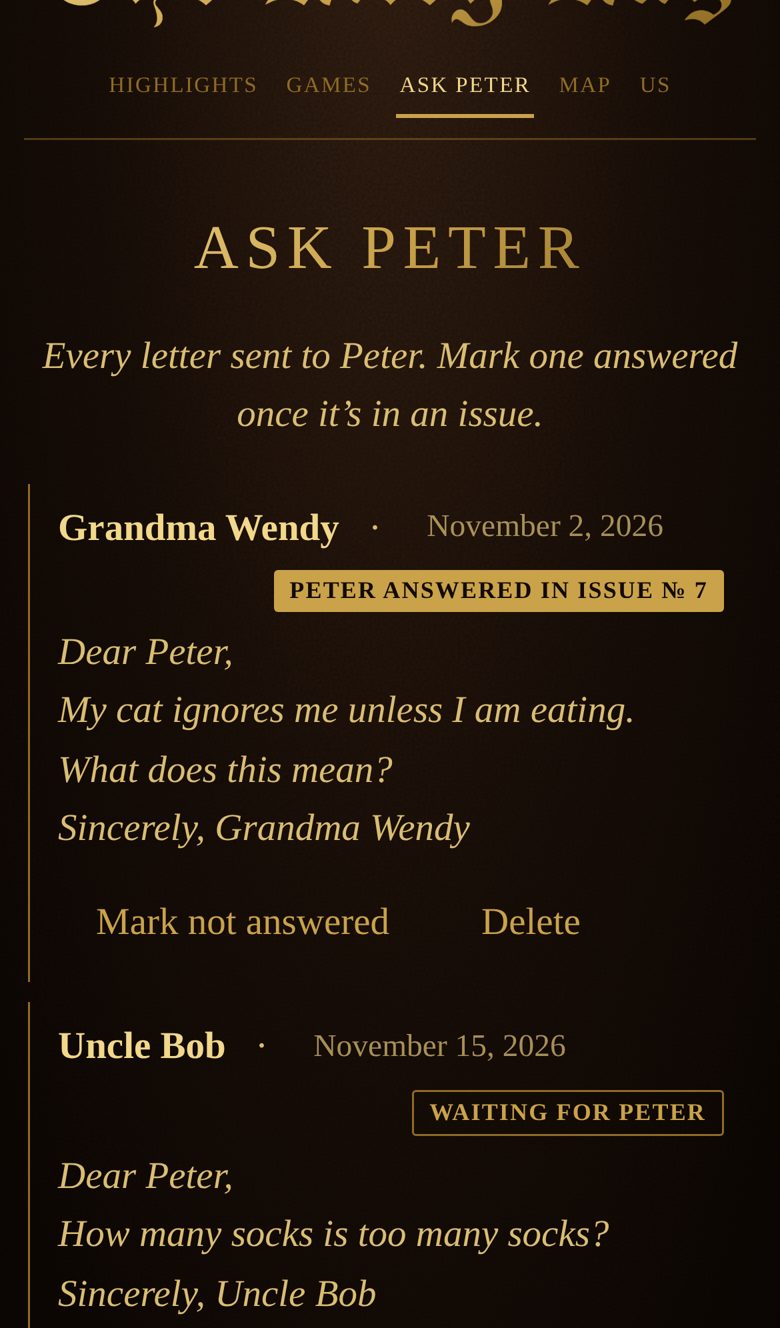 HIGHLIGHTS GAMES ASK PETER MAP US
ASK PETER
Every letter sent to Peter. Mark one answered
once it’s in an issue.
Grandma Wendy · November 2, 2026
PETER ANSWERED IN ISSUE № 7
Dear Peter,
My cat ignores me unless I am eating.
What does this mean?
Sincerely, Grandma Wendy
Mark not answered Delete
Uncle Bob · November 15, 2026
WAITING FOR PETER
Dear Peter,
How many socks is too many socks?
Sincerely, Uncle Bob